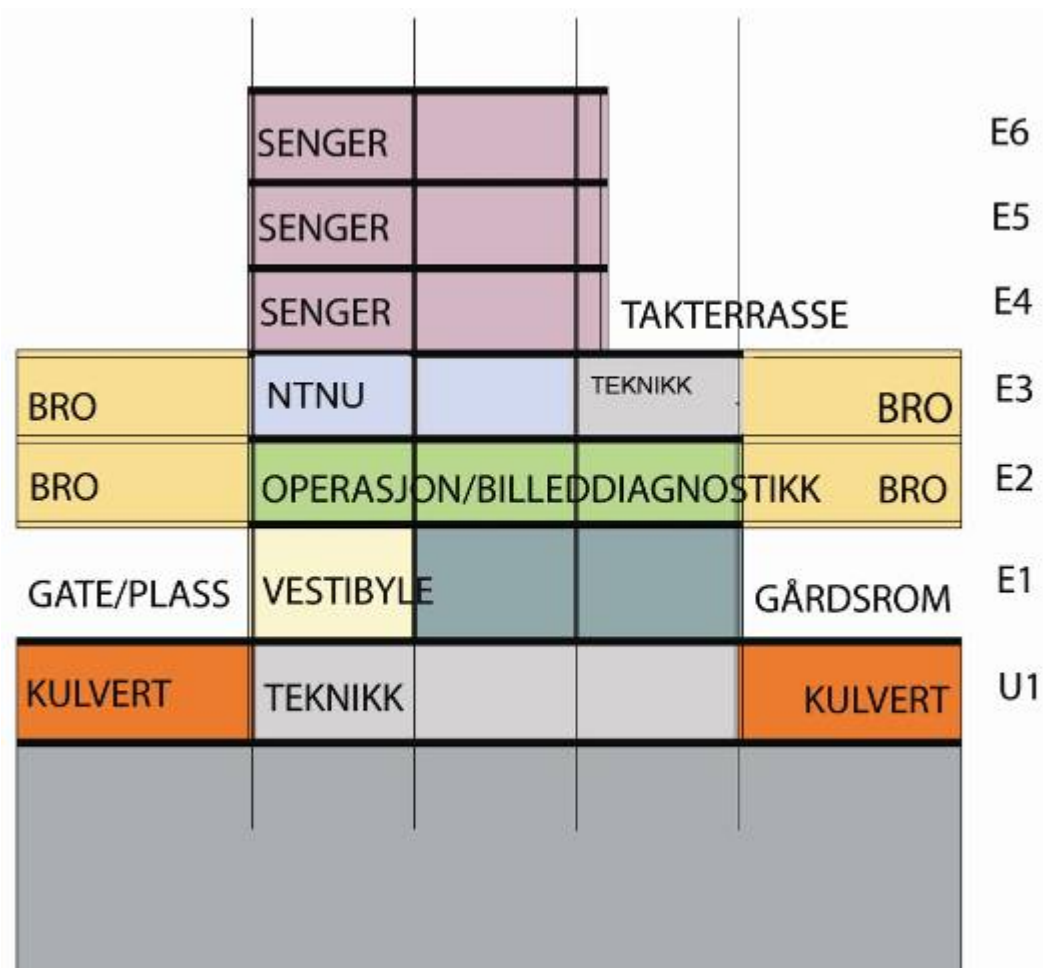 SENGER E6
SENGER E5
SENGER TAKTERRASSE E4
BRO NTNU TEKNIKK BRO E3
BRO OPERASJON/BILLEDDIAGNOSTIKK BRO E2
GATE/PLASS VESTIBYLE GÅRDSROM E1
KULVERT TEKNIKK KULVERT U1